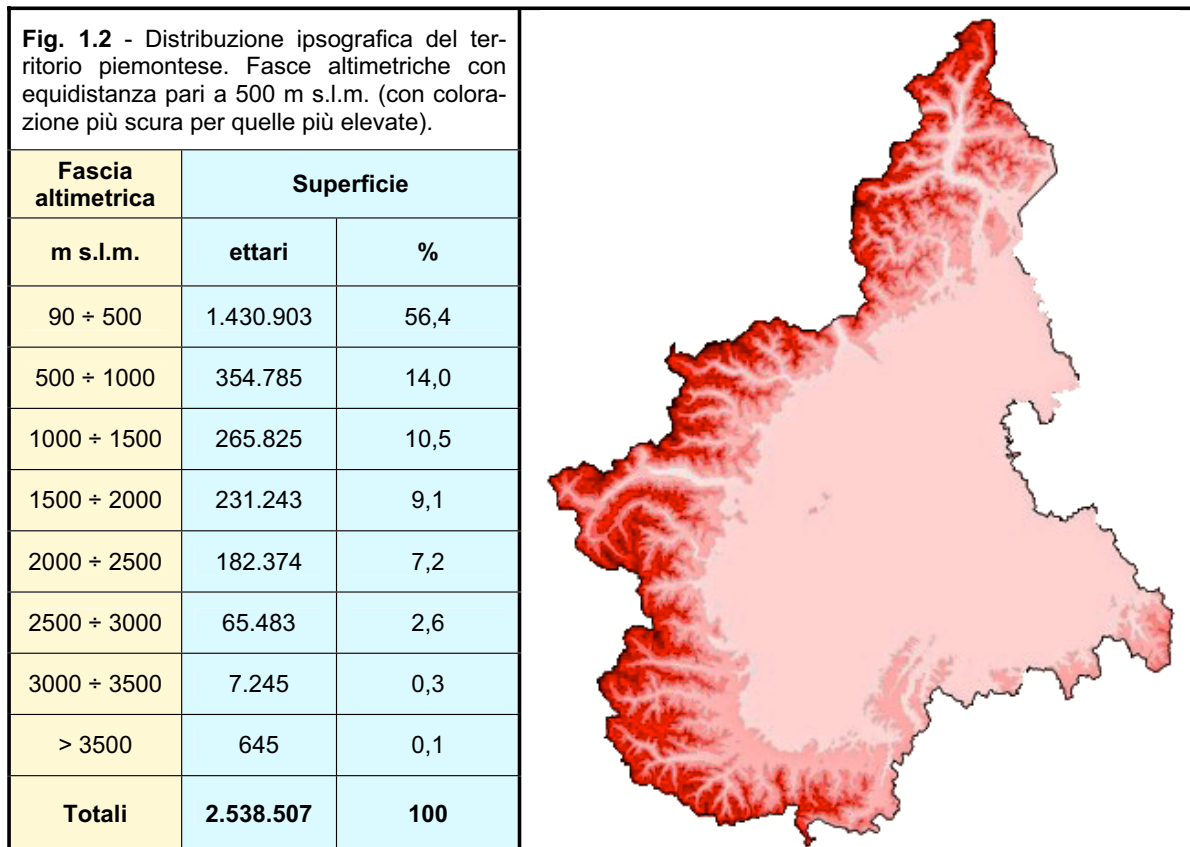 Fig. 1.2 - Distribuzione ipsografica del ter-
ritorio piemontese. Fasce altimetriche con
equidistanza pari a 500 m s.l.m. (con colora-
zione più scura per quelle più elevate).
Fascia altimetrica Superficie
m s.l.m. ettari %
90 ÷ 500 1.430.903 56,4
500 ÷ 1000 354.785 14,0
1000 ÷ 1500 265.825 10,5
1500 ÷ 2000 231.243 9,1
2000 ÷ 2500 182.374 7,2
2500 ÷ 3000 65.483 2,6
3000 ÷ 3500 7.245 0,3
> 3500 645 0,1
Totali 2.538.507 100